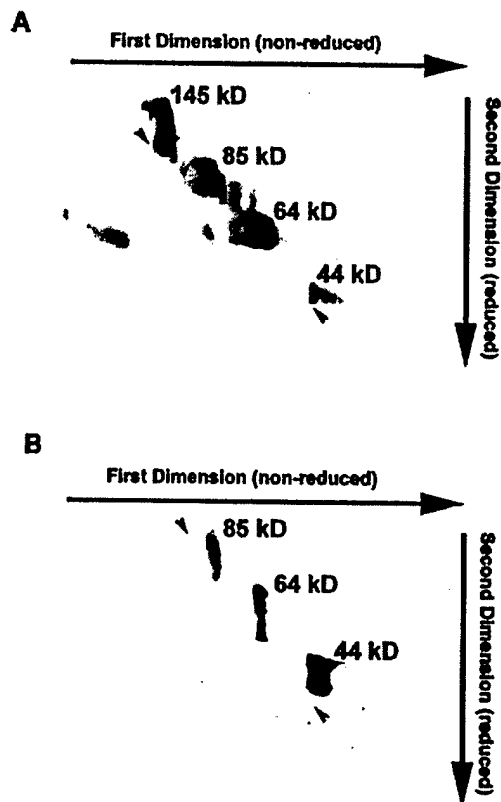 A
First Dimension (non-reduced)
Second Dimension (reduced)
145 kD
85 kD
64 kD
44 kD
B
First Dimension (non-reduced)
Second Dimension (reduced)
85 kD
64 kD
44 kD